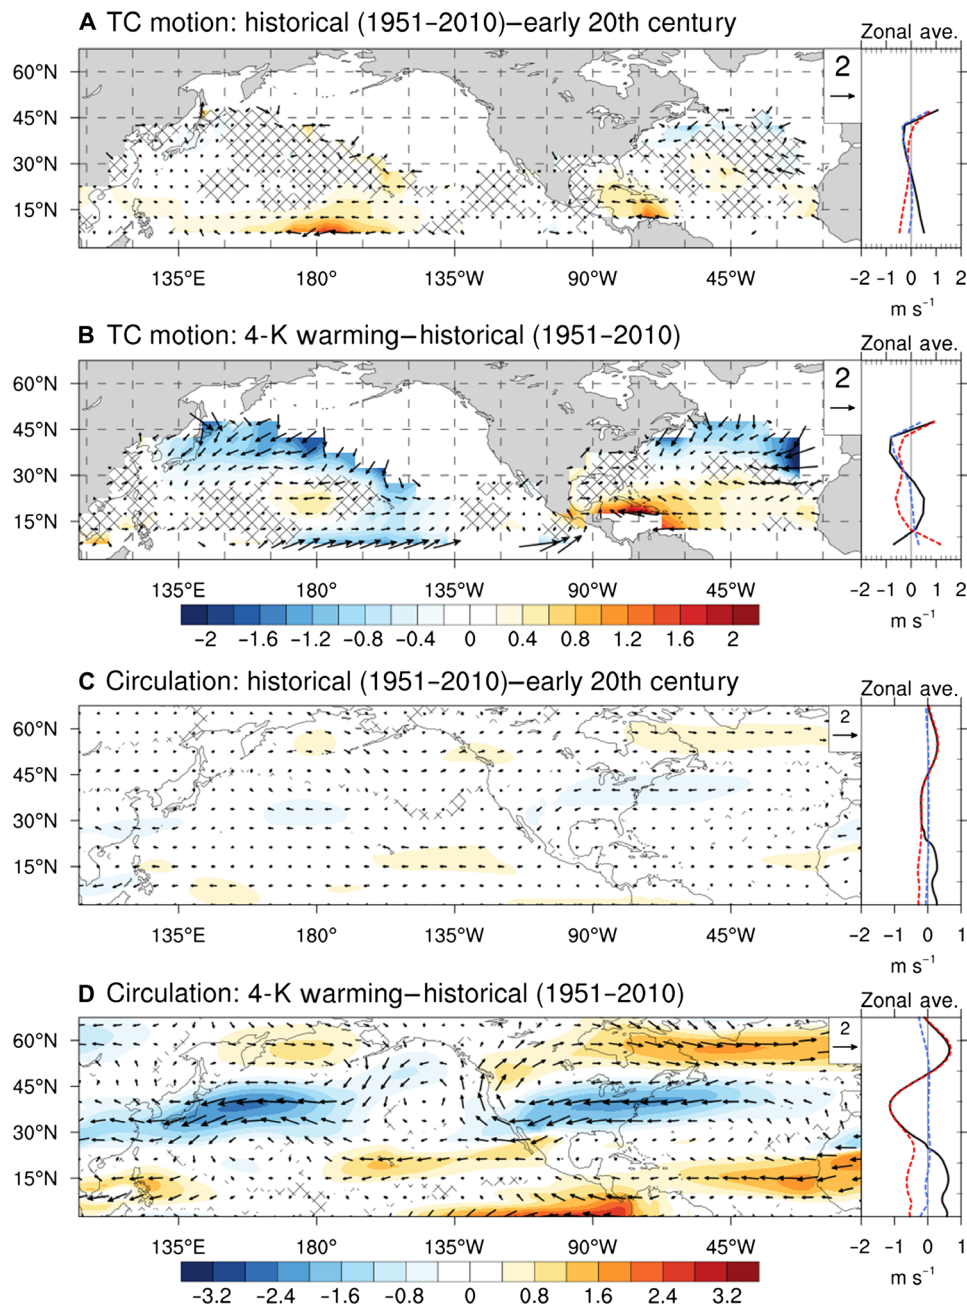 A TC motion: historical (1951–2010)–early 20th century
Zonal ave.
60°N
45°N
30°N
15°N
2
135°E 180° 135°W 90°W 45°W
−2 −1 0 1 2
m s⁻¹
B TC motion: 4-K warming–historical (1951–2010)
Zonal ave.
60°N
45°N
30°N
15°N
2
135°E 180° 135°W 90°W 45°W
−2 −1 0 1 2
m s⁻¹
−2 −1.6 −1.2 −0.8 −0.4 0 0.4 0.8 1.2 1.6 2
C Circulation: historical (1951–2010)–early 20th century
Zonal ave.
60°N
45°N
30°N
15°N
2
135°E 180° 135°W 90°W 45°W
−2 −1 0 1
m s⁻¹
D Circulation: 4-K warming–historical (1951–2010)
Zonal ave.
60°N
45°N
30°N
15°N
2
135°E 180° 135°W 90°W 45°W
−2 −1 0 1
m s⁻¹
−3.2 −2.4 −1.6 −0.8 0 0.8 1.6 2.4 3.2